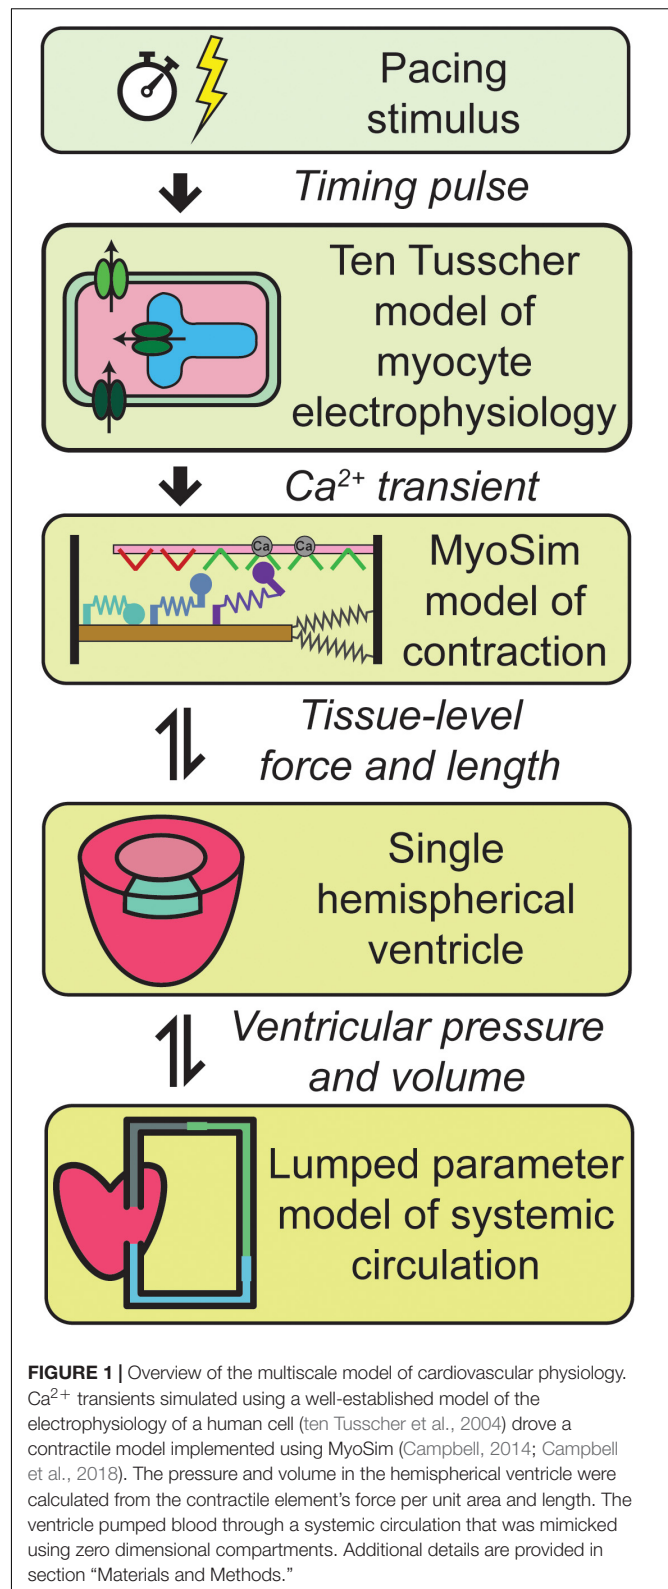 Pacing
stimulus
Timing pulse
Ten Tusscher
model of
myocyte
electrophysiology
Ca²⁺ transient
Ca Ca
MyoSim
model of
contraction
Tissue-level
force and length
Single
hemispherical
ventricle
Ventricular pressure
and volume
Lumped parameter
model of systemic
circulation
FIGURE 1 | Overview of the multiscale model of cardiovascular physiology.
Ca²⁺ transients simulated using a well-established model of the
electrophysiology of a human cell (ten Tusscher et al., 2004) drove a
contractile model implemented using MyoSim (Campbell, 2014; Campbell
et al., 2018). The pressure and volume in the hemispherical ventricle were
calculated from the contractile element’s force per unit area and length. The
ventricle pumped blood through a systemic circulation that was mimicked
using zero dimensional compartments. Additional details are provided in
section “Materials and Methods.”